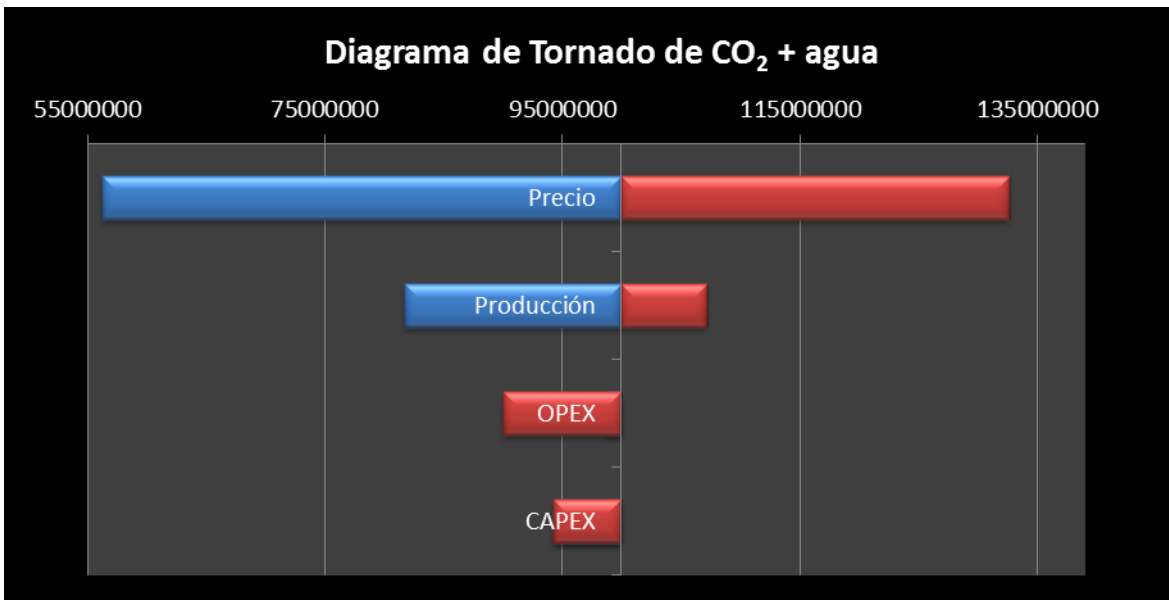 Diagrama de Tornado de CO₂ + agua
55000000 75000000 95000000 115000000 135000000
Precio
Producción
OPEX
CAPEX